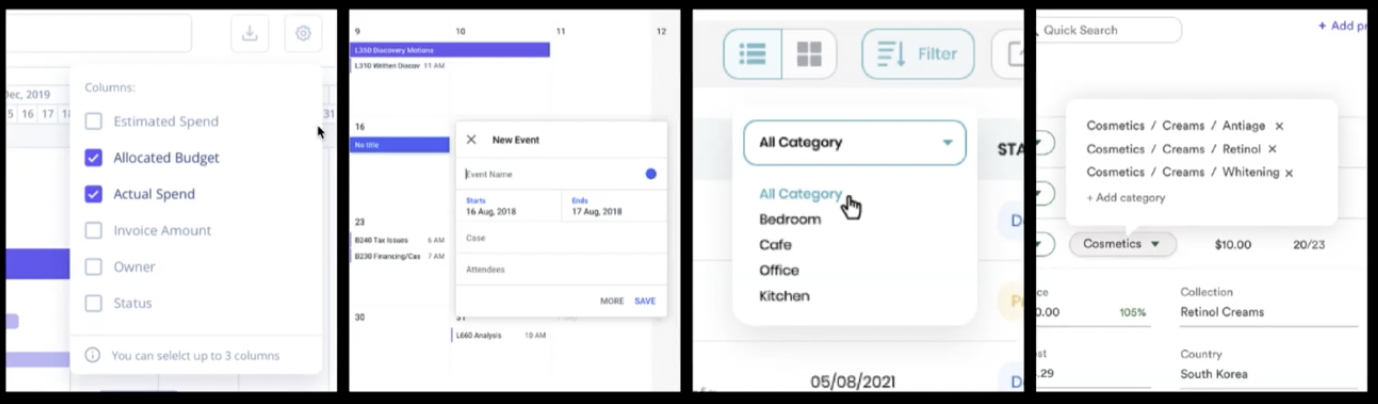 Dec, 2019
5 16 17 18
31
Columns:
Estimated Spend
Allocated Budget
Actual Spend
Invoice Amount
Owner
Status
You can selelct up to 3 columns
9 10 11 12
L350 Discovery Motions
L310 Written Discov 11 AM
16
No title
New Event
Event Name
Starts Ends
16 Aug, 2018 17 Aug, 2018
Case
Attendees
MORE SAVE
23
B240 Tax Issues 6 AM
B230 Financing/Cas 7 AM
30 31
L660 Analysis 10 AM
Filter
All Category
STA
All Category
Bedroom
Cafe
Office
Kitchen
05/08/2021
Quick Search
+ Add pr
Cosmetics / Creams / Antiage ×
Cosmetics / Creams / Retinol ×
Cosmetics / Creams / Whitening ×
+ Add category
Cosmetics $10.00 20/23
ce Collection
0.00 105% Retinol Creams
st Country
.29 South Korea